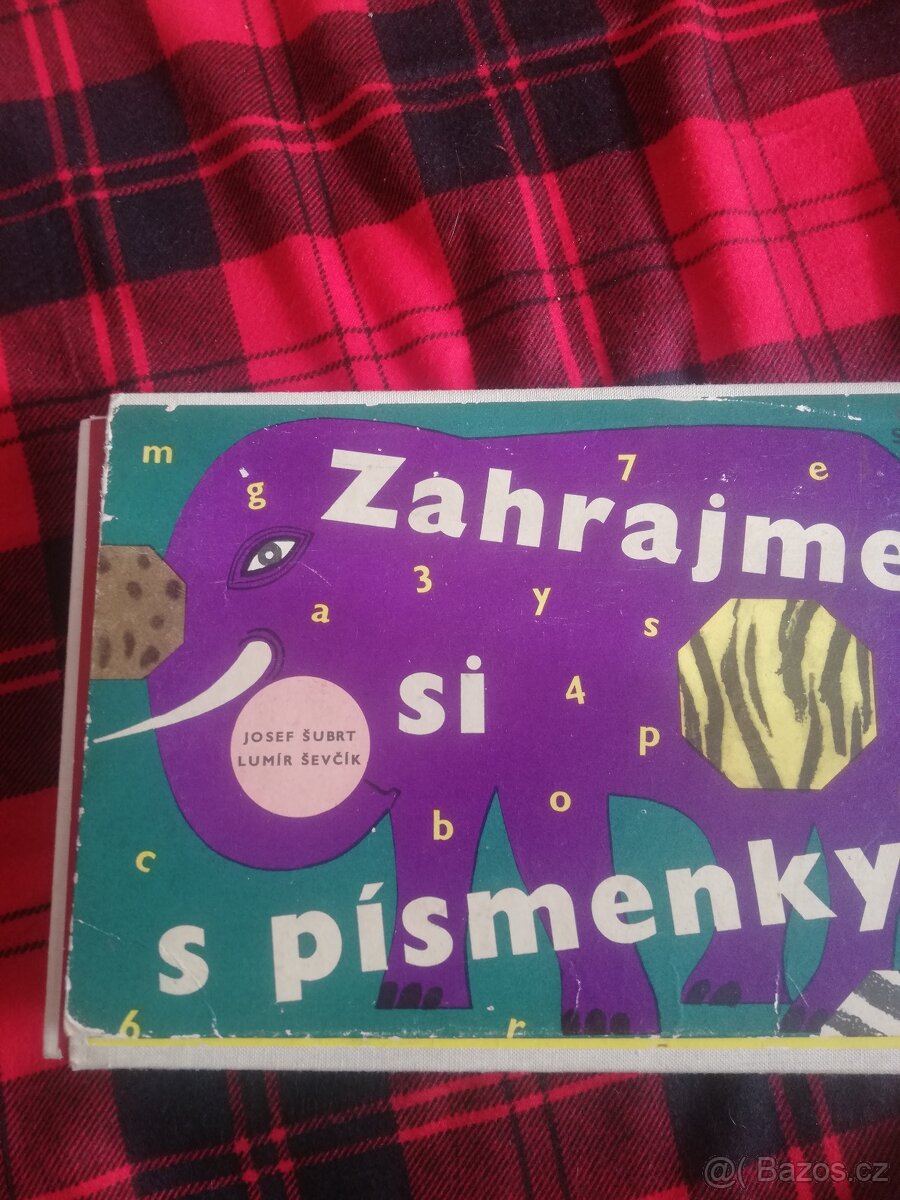 m
g
7
e
Zahrajme
a
3
y
s
si
4
p
JOSEF ŠUBRT
LUMÍR ŠEVČÍK
b
o
c
s písmenky
6
r
@( Bazos.cz